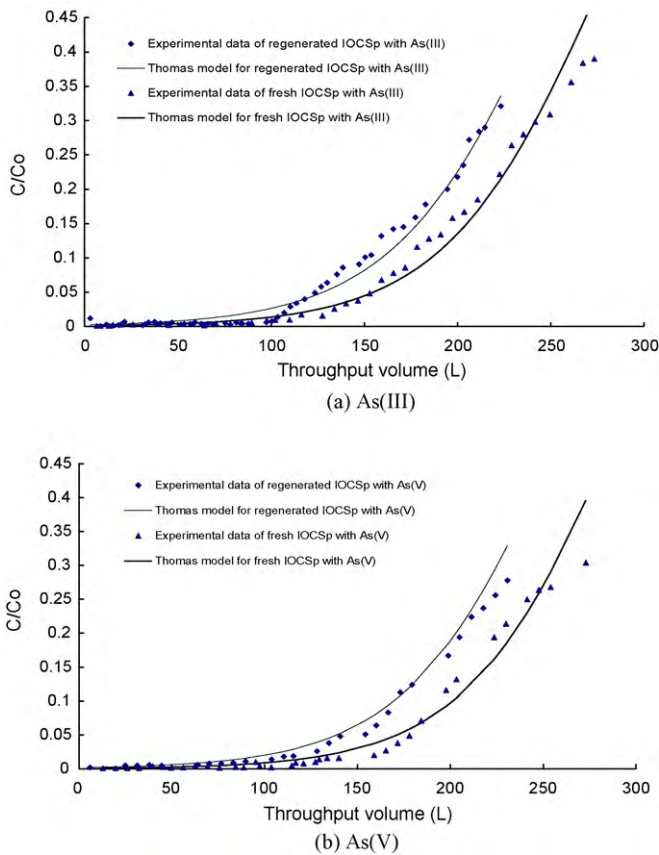 0.45
Experimental data of regenerated IOCSp with As(III)
0.4
Thomas model for regenerated IOCSp with As(III)
0.35
Experimental data of fresh IOCSp with As(III)
0.3
Thomas model for fresh IOCSp with As(III)
0.25
C/Co
0.2
0.15
0.1
0.05
0
0 50 100 150 200 250 300
Throughput volume (L)
(a) As(III)
0.45
Experimental data of regenerated IOCSp with As(V)
0.4
Thomas model for regenerated IOCSp with As(V)
0.35
Experimental data of fresh IOCSp with As(V)
0.3
Thomas model for fresh IOCSp with As(V)
0.25
C/Co
0.2
0.15
0.1
0.05
0
0 50 100 150 200 250 300
Throughput volume (L)
(b) As(V)